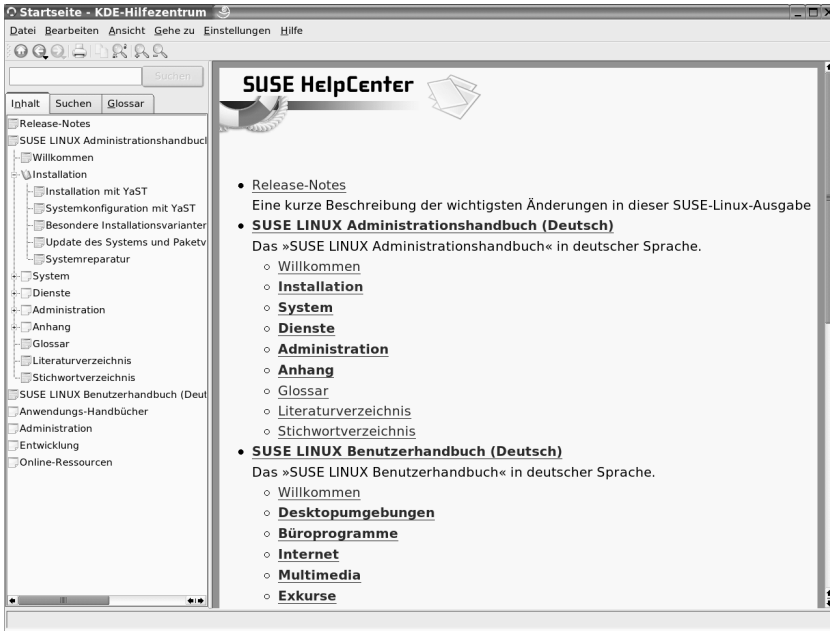 Startseite - KDE-Hilfezentrum
Datei Bearbeiten Ansicht Gehe zu Einstellungen Hilfe
Suchen
Inhalt Suchen Glossar
Release-Notes
SUSE LINUX Administrationshandbuch
Willkommen
Installation
Installation mit YaST
Systemkonfiguration mit YaST
Besondere Installationsvarianten
Update des Systems und Paketv
Systemreparatur
System
Dienste
Administration
Anhang
Glossar
Literaturverzeichnis
Stichwortverzeichnis
SUSE LINUX Benutzerhandbuch (Deut
Anwendungs-Handbücher
Administration
Entwicklung
Online-Ressourcen
SUSE HelpCenter
Release-Notes
Eine kurze Beschreibung der wichtigsten Änderungen in dieser SUSE-Linux-Ausgabe
SUSE LINUX Administrationshandbuch (Deutsch)
Das »SUSE LINUX Administrationshandbuch« in deutscher Sprache.
Willkommen
Installation
System
Dienste
Administration
Anhang
Glossar
Literaturverzeichnis
Stichwortverzeichnis
SUSE LINUX Benutzerhandbuch (Deutsch)
Das »SUSE LINUX Benutzerhandbuch« in deutscher Sprache.
Willkommen
Desktopumgebungen
Büroprogramme
Internet
Multimedia
Exkurse